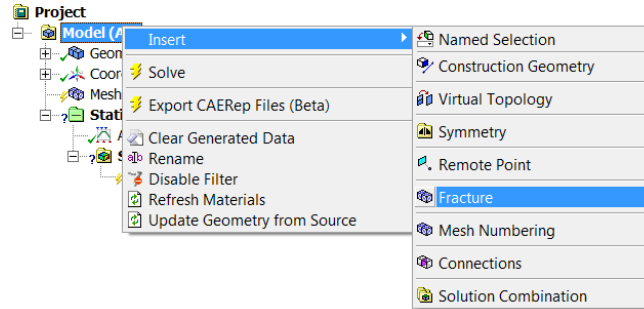 Project
Model (A
Insert
Named Selection
Geom
Construction Geometry
Coor
Solve
Mesh
Export CAERep Files (Beta)
Virtual Topology
Stati
Clear Generated Data
Symmetry
Rename
Remote Point
Disable Filter
Refresh Materials
Fracture
Update Geometry from Source
Mesh Numbering
Connections
Solution Combination